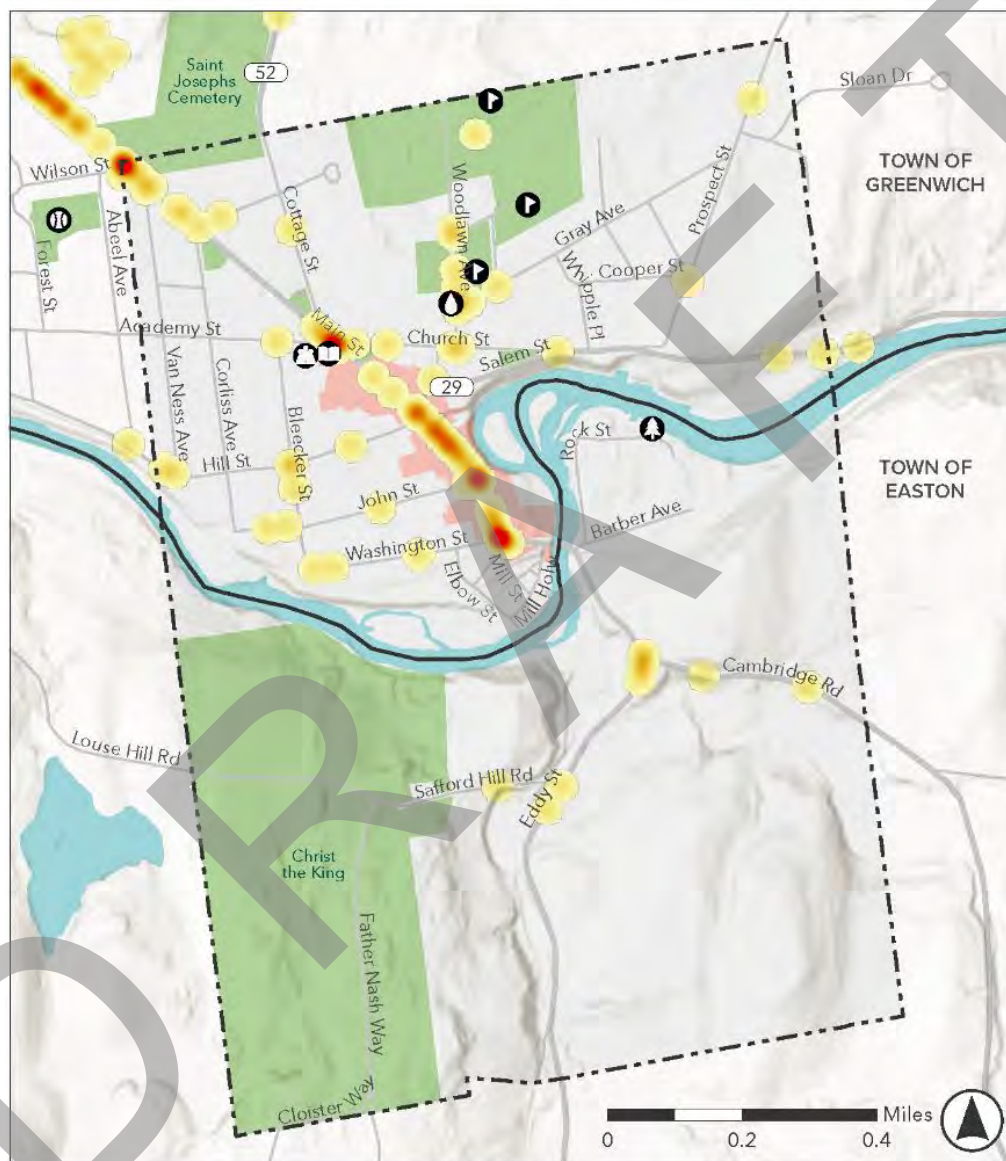 Saint
Josephs
Cemetery
52
Sloan Dr
Wilson St
TOWN OF
GREENWICH
Prospect St
Cottage St
Woodlawn Ave
Abeel Ave
Forest St
Gray Ave
Cooper St
Whipple Pl
Academy St
Main St
Church St
Salem St
29
Van Ness Ave
Corliss Ave
Bleecker St
Hill St
Rock St
TOWN OF
EASTON
John St
Barber Ave
Washington St
Elbow St
Mill St
Mill Holw
Cambridge Rd
Louse Hill Rd
Safford Hill Rd
Eddy St
Christ
the King
Father Nash Way
Cloister Way
Miles
0 0.2 0.4
DRAFT